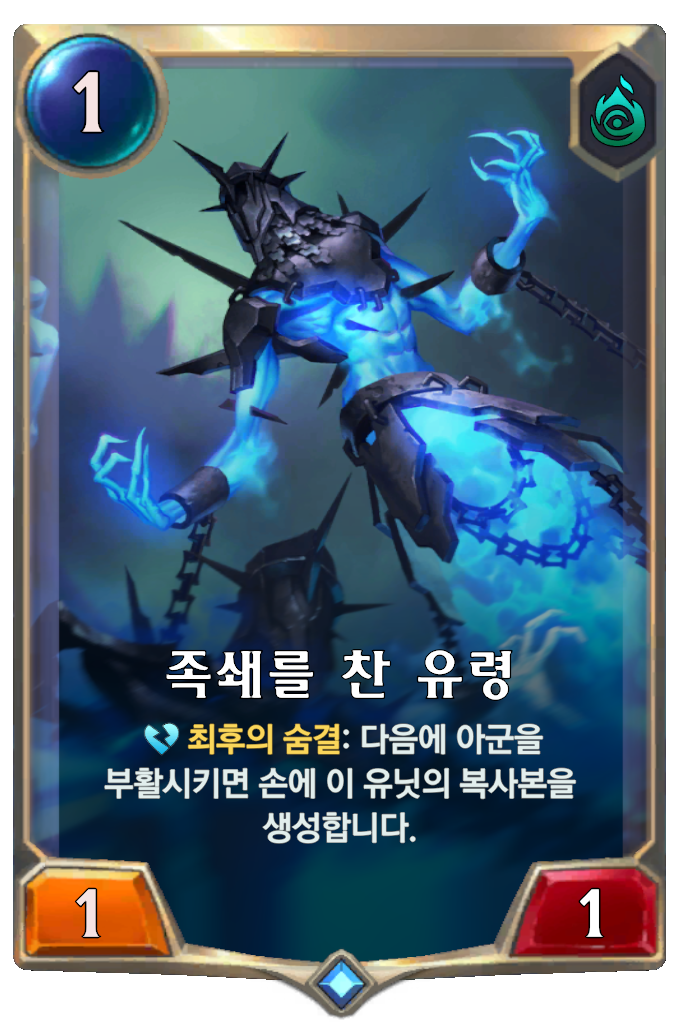 1
족쇄를 찬 유령
최후의 숨결: 다음에 아군을
부활시키면 손에 이 유닛의 복사본을
생성합니다.
1
1